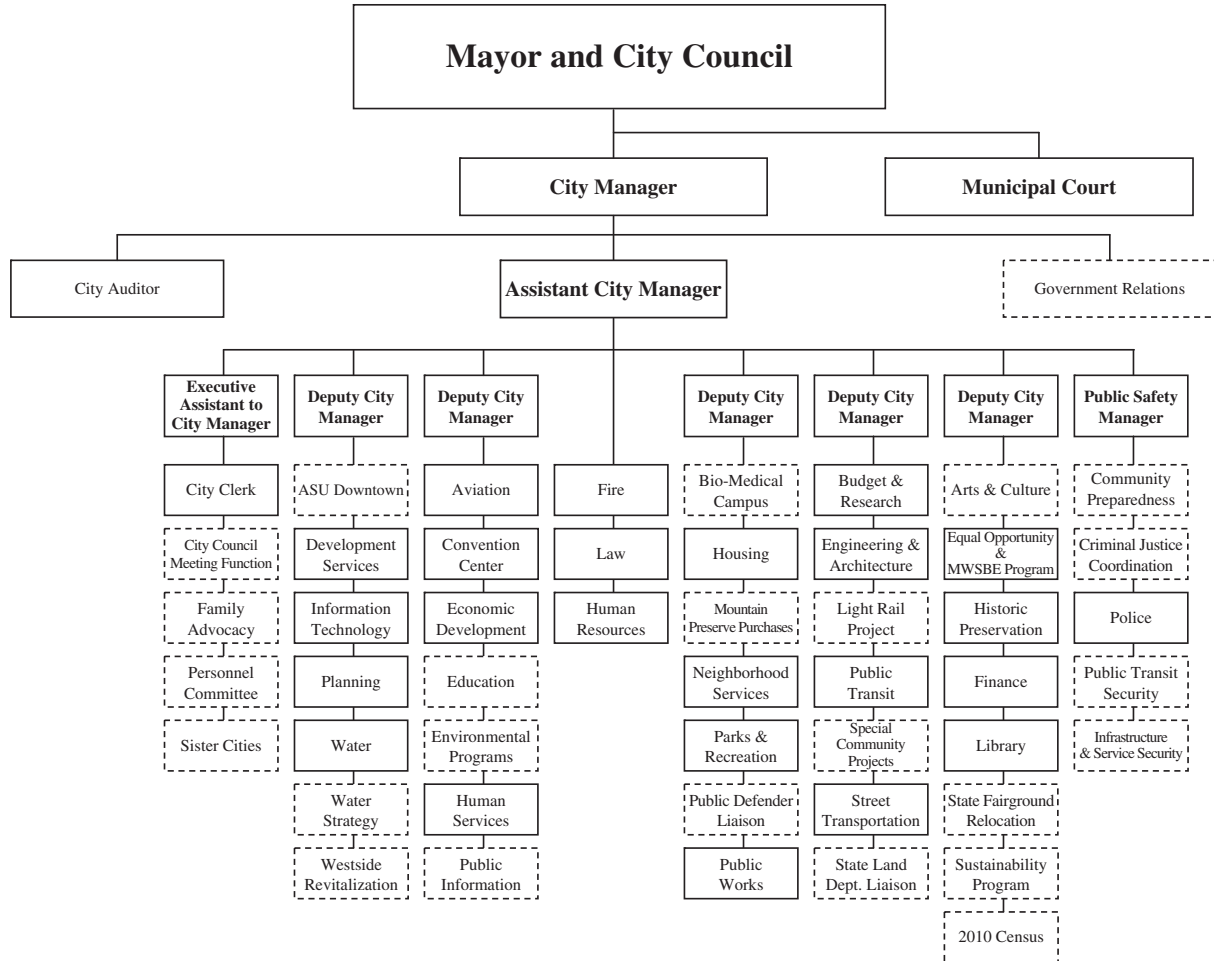 Mayor and City Council
City Manager
Municipal Court
City Auditor
Assistant City Manager
Government Relations
Executive
Assistant to
City Manager
Deputy City
Manager
Deputy City
Manager
Deputy City
Manager
Deputy City
Manager
Deputy City
Manager
Public Safety
Manager
City Clerk
City Council
Meeting Function
Family
Advocacy
Personnel
Committee
Sister Cities
ASU Downtown
Development
Services
Information
Technology
Planning
Water
Water
Strategy
Westside
Revitalization
Aviation
Convention
Center
Economic
Development
Education
Environmental
Programs
Human
Services
Public
Information
Fire
Law
Human
Resources
Bio-Medical
Campus
Housing
Mountain
Preserve Purchases
Neighborhood
Services
Parks &
Recreation
Public Defender
Liaison
Public
Works
Budget &
Research
Engineering &
Architecture
Light Rail
Project
Public
Transit
Special
Community
Projects
Street
Transportation
State Land
Dept. Liaison
Arts & Culture
Equal Opportunity
&
MWSBE Program
Historic
Preservation
Finance
Library
State Fairground
Relocation
Sustainability
Program
2010 Census
Community
Preparedness
Criminal Justice
Coordination
Police
Public Transit
Security
Infrastructure
& Service Security